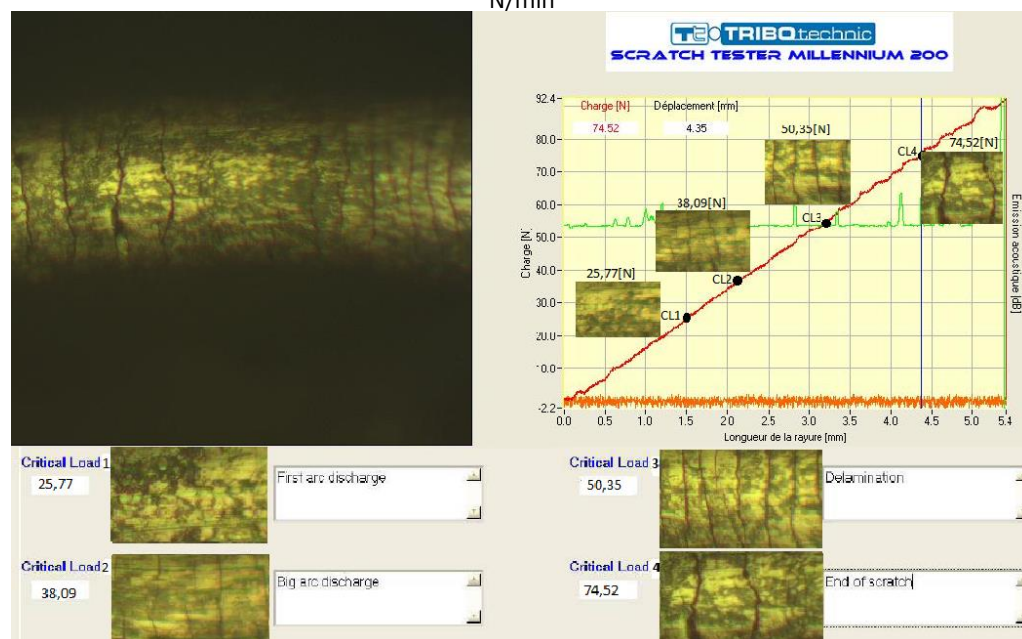 N/min
TRIBOtechnic
SCRATCH TESTER MILLENNIUM 200
92.4
Charge [N]
Déplacement [mm]
74.52
4.35
50,35[N]
74,52[N]
CL4
80.0
70.0
38,09[N]
60.0
CL3
50.0
Charge [N]
Emission acoustique [dB]
40.0
25,77[N]
CL2
30.0
CL1
20.0
-2.2
0.0 0.5 1.0 1.5 2.0 2.5 3.0 3.5 4.0 4.5 5.0 5.4
Longueur de la rayure [mm]
Critical Load 1
25,77
First arc discharge
Critical Load 3
50,35
Delamination
Critical Load2
38,09
Big arc discharge
Critical Load 4
74,52
End of scratch